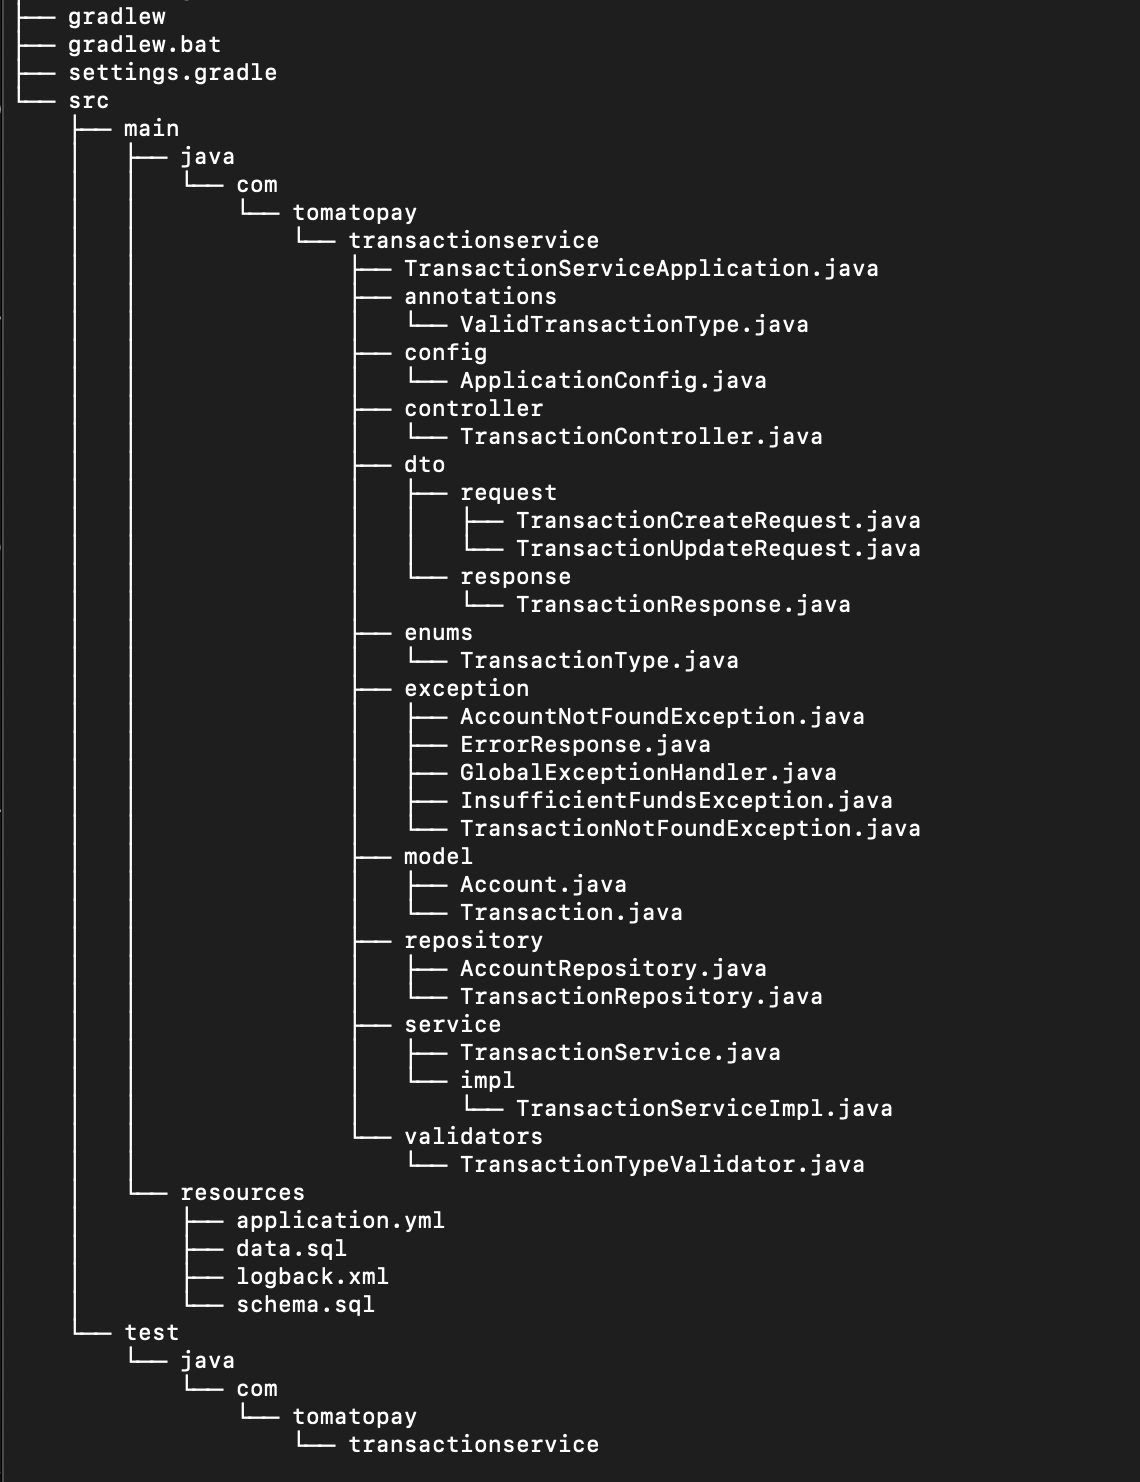 ├── gradlew
├── gradlew.bat
├── settings.gradle
└── src
    ├── main
    │   ├── java
    │   │   └── com
    │   │       └── tomatopay
    │   │           └── transactionservice
    │   │               ├── TransactionServiceApplication.java
    │   │               ├── annotations
    │   │               │   └── ValidTransactionType.java
    │   │               ├── config
    │   │               │   └── ApplicationConfig.java
    │   │               ├── controller
    │   │               │   └── TransactionController.java
    │   │               ├── dto
    │   │               │   ├── request
    │   │               │   │   ├── TransactionCreateRequest.java
    │   │               │   │   └── TransactionUpdateRequest.java
    │   │               │   └── response
    │   │               │       └── TransactionResponse.java
    │   │               ├── enums
    │   │               │   └── TransactionType.java
    │   │               ├── exception
    │   │               │   ├── AccountNotFoundException.java
    │   │               │   ├── ErrorResponse.java
    │   │               │   ├── GlobalExceptionHandler.java
    │   │               │   ├── InsufficientFundsException.java
    │   │               │   └── TransactionNotFoundException.java
    │   │               ├── model
    │   │               │   ├── Account.java
    │   │               │   └── Transaction.java
    │   │               ├── repository
    │   │               │   ├── AccountRepository.java
    │   │               │   └── TransactionRepository.java
    │   │               ├── service
    │   │               │   ├── TransactionService.java
    │   │               │   └── impl
    │   │               │       └── TransactionServiceImpl.java
    │   │               └── validators
    │   │                   └── TransactionTypeValidator.java
    │   └── resources
    │       ├── application.yml
    │       ├── data.sql
    │       ├── logback.xml
    │       └── schema.sql
    └── test
        └── java
            └── com
                └── tomatopay
                    └── transactionservice